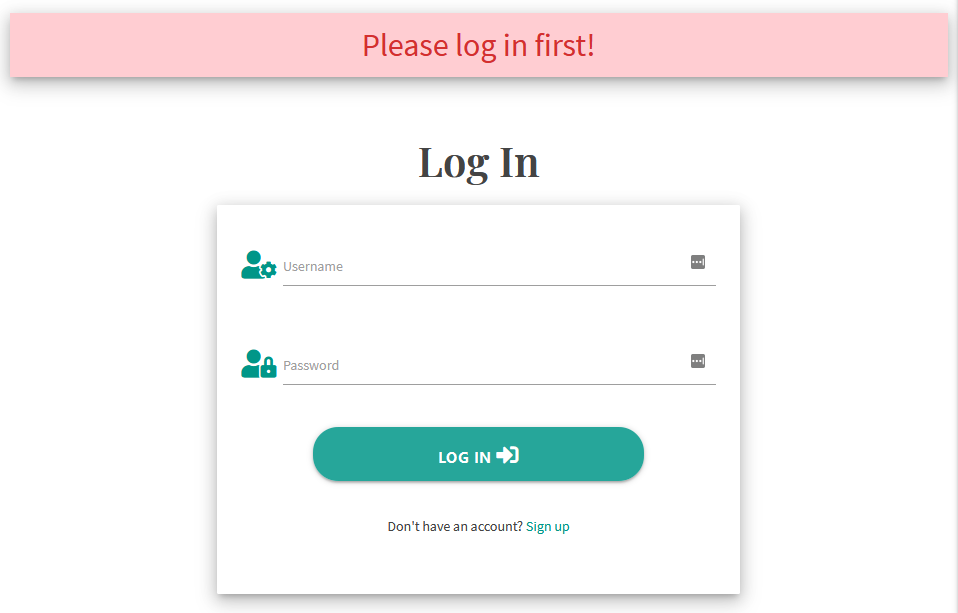 Please log in first!
Log In
Username
Password
LOG IN
Don't have an account? Sign up